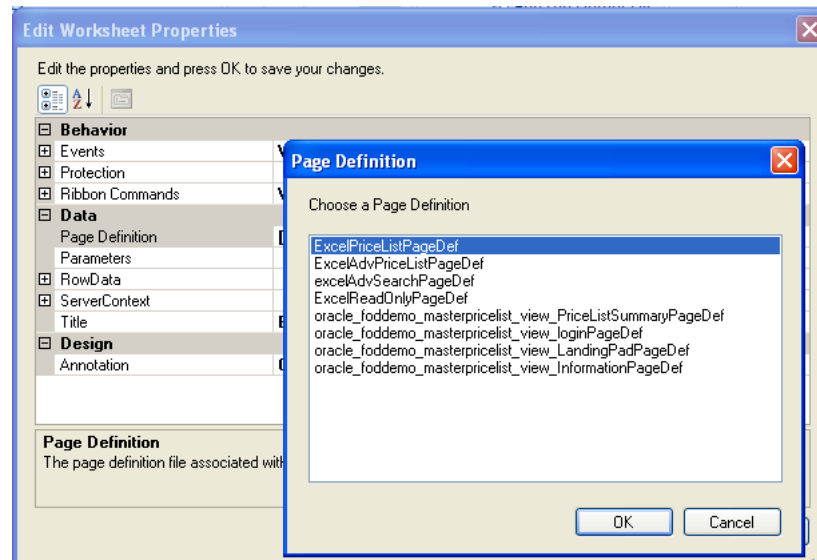 Edit Worksheet Properties
Edit the properties and press OK to save your changes.
Behavior
Events
Protection
Ribbon Commands
Data
Page Definition
Parameters
RowData
ServerContext
Title
Design
Annotation
Page Definition
The page definition file associated with
Page Definition
Choose a Page Definition
ExcelPriceListPageDef
ExcelAdvPriceListPageDef
excelAdvSearchPageDef
ExcelReadOnlyPageDef
oracle_foddemo_masterpricelist_view_PriceListSummaryPageDef
oracle_foddemo_masterpricelist_view_loginPageDef
oracle_foddemo_masterpricelist_view_LandingPadPageDef
oracle_foddemo_masterpricelist_view_InformationPageDef
OK
Cancel